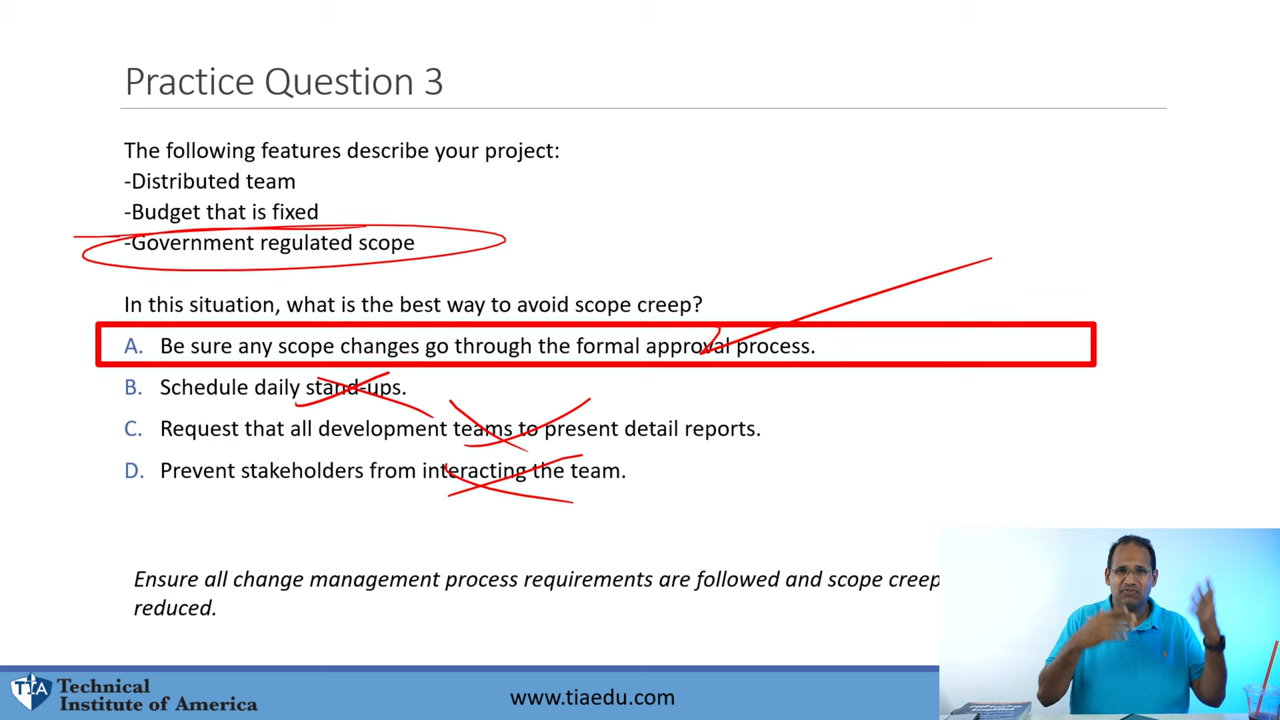 Practice Question 3
The following features describe your project:
-Distributed team
-Budget that is fixed
-Government regulated scope
In this situation, what is the best way to avoid scope creep?
A. Be sure any scope changes go through the formal approval process.
B. Schedule daily stand-ups.
C. Request that all development teams to present detail reports.
D. Prevent stakeholders from interacting the team.
Ensure all change management process requirements are followed and scope creep
reduced.
TIA
Technical
Institute of America
www.tiaedu.com